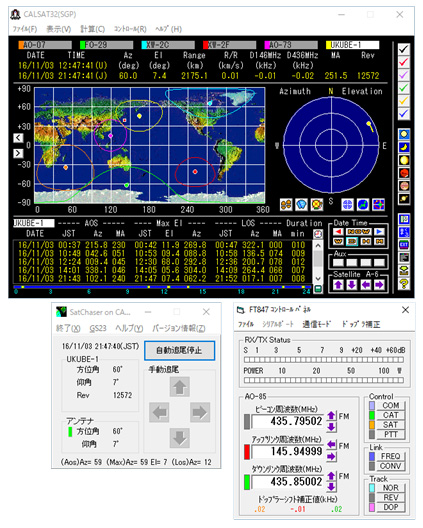 CALSAT32(SGP)
ファイル(F) 表示(V) 計算(C) コントロール(R) ヘルプ(H)
AO-07 FO-29 XW-2C XW-2F AO-73 UKUBE-1
DATE TIME Az El Range R/R D146MHz D436MHz MA Rev
16/11/03 12:47:41(U) (deg) (deg) (km) (km/s) (kHz) (kHz)
16/11/03 21:47:41(J) 60.0 7.4 2175.1 0.01 -0.01 -0.02 251.5 12572
+90
+60
+30
0
-30
-60
-90
0 60 120 180 240 300 360
Azimuth N Elevation
W E
S
UKUBE-1 ----- AOS ----- --- Max El --- ----- LOS ----- Duration
DATE JST Az MA JST El Az JST Az MA min
16/11/03 00:37 215.8 230 00:42 11.9 269.8 00:47 322.1 000 010
16/11/03 10:49 042.6 051 10:53 09.4 088.8 10:58 136.5 074 009
16/11/03 12:24 009.4 045 12:30 68.0 292.8 12:36 200.7 078 012
16/11/03 14:01 338.1 046 14:05 05.6 304.0 14:09 264.4 066 007
16/11/03 21:43 102.1 240 21:47 07.4 062.2 21:52 017.1 007 008
0 3 6 9 12 15 18 21 24
Date Time
NOW
Aux
Satellite A-6
SatChaser on CA...
終了(X) GS23 ヘルプ(Y) バージョン情報(Z)
16/11/03 21:47:40(JST)
自動追尾停止
UKUBE-1
方位角 60°
仰角 7°
Rev 12572
手動追尾
アンテナ
方位角 60°
仰角 7°
(Aos)Az= 59 (Max)Az= 59 El= 7 (Los)Az= 12
FT847 コントロールパネル
ファイル シリアルポート 通信モード ドップラ補正
RX/TX Status
S 1 3 5 7 9 +20 +40 +60dB
POWER 10 20 50 100 W
AO-85
ビーコン周波数(MHz)
435.79502 FM
アップリンク周波数(MHz)
145.94999 FM
ダウンリンク周波数(MHz)
435.85002 FM
ドップラーシフト補正値(kHz)
.02 -.01 .02
Control
COM
CAT
SAT
PTT
Link
FREQ
CONV
Track
NOR
REV
DOP